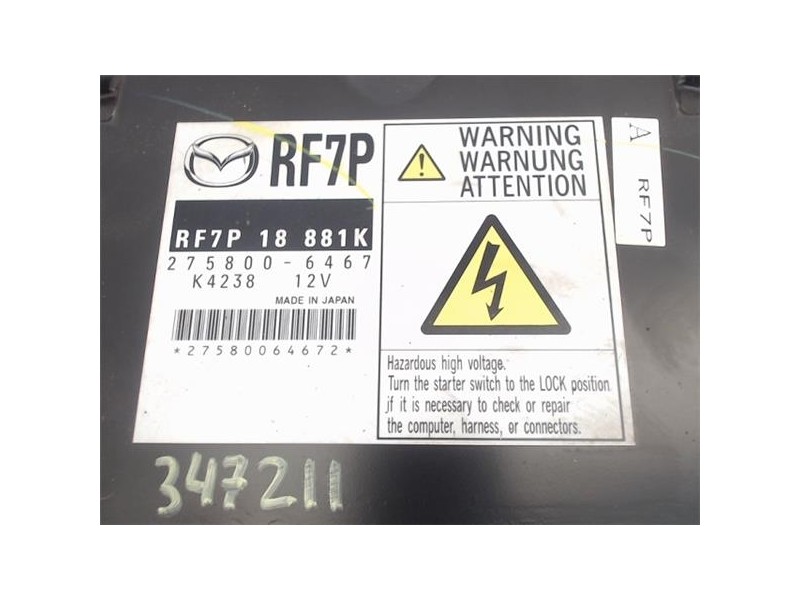 RF7P
RF7P 18 881K
275800-6467
K4238 12V
MADE IN JAPAN
*27580064672*
WARNING
WARNUNG
ATTENTION
Hazardous high voltage.
Turn the starter switch to the LOCK position
if it is necessary to check or repair
the computer, harness, or connectors.
A RF7P
347211